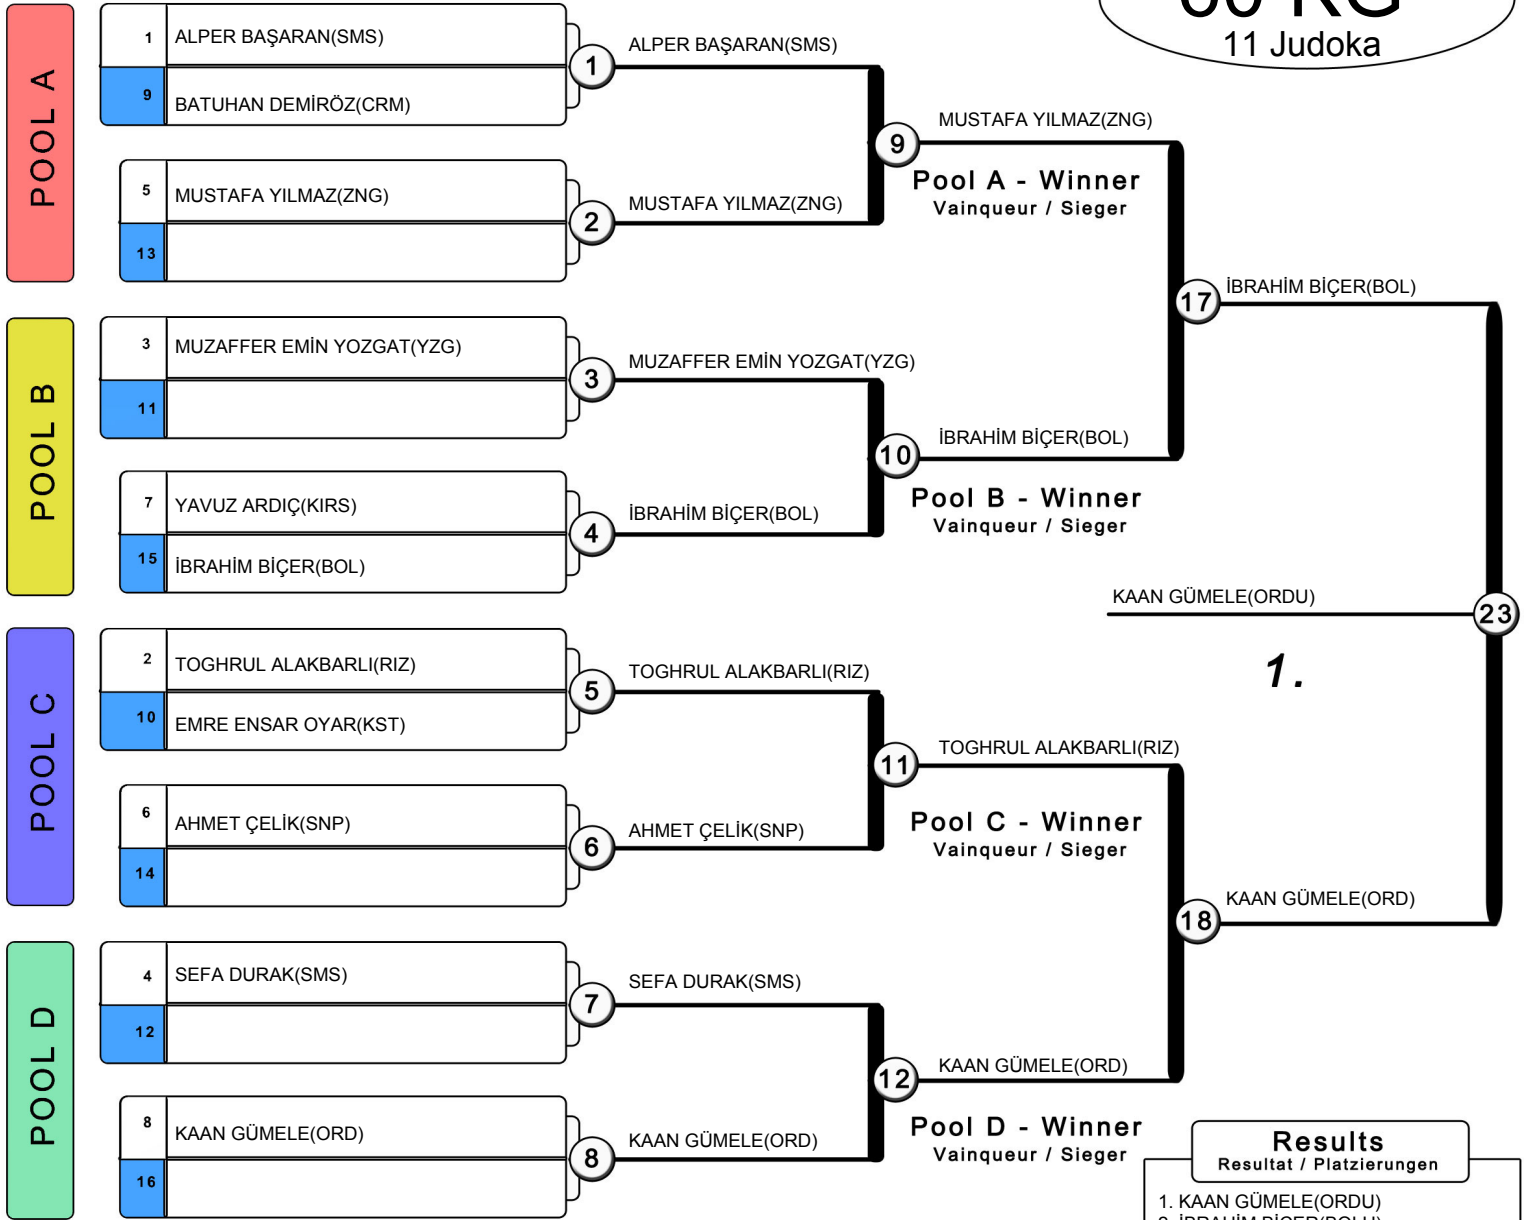 60 KG
11 Judoka
POOL A
1 ALPER BAŞARAN(SMS)
9 BATUHAN DEMİRÖZ(CRM)
1
ALPER BAŞARAN(SMS)
5 MUSTAFA YILMAZ(ZNG)
13
2
MUSTAFA YILMAZ(ZNG)
9
MUSTAFA YILMAZ(ZNG)
Pool A - Winner
Vainqueur / Sieger
POOL B
3 MUZAFFER EMİN YOZGAT(YZG)
11
3
MUZAFFER EMİN YOZGAT(YZG)
7 YAVUZ ARDIÇ(KIRS)
15 İBRAHİM BİÇER(BOL)
4
İBRAHİM BİÇER(BOL)
10
İBRAHİM BİÇER(BOL)
Pool B - Winner
Vainqueur / Sieger
17
İBRAHİM BİÇER(BOL)
POOL C
2 TOGHRUL ALAKBARLI(RIZ)
10 EMRE ENSAR OYAR(KST)
5
TOGHRUL ALAKBARLI(RIZ)
6 AHMET ÇELİK(SNP)
14
6
AHMET ÇELİK(SNP)
11
TOGHRUL ALAKBARLI(RIZ)
Pool C - Winner
Vainqueur / Sieger
POOL D
4 SEFA DURAK(SMS)
12
7
SEFA DURAK(SMS)
8 KAAN GÜMELE(ORD)
16
8
KAAN GÜMELE(ORD)
12
KAAN GÜMELE(ORD)
Pool D - Winner
Vainqueur / Sieger
18
KAAN GÜMELE(ORD)
KAAN GÜMELE(ORDU)
23
1.
Results
Resultat / Platzierungen
1. KAAN GÜMELE(ORDU)
2. İBRAHİM BİÇER(BOLU)